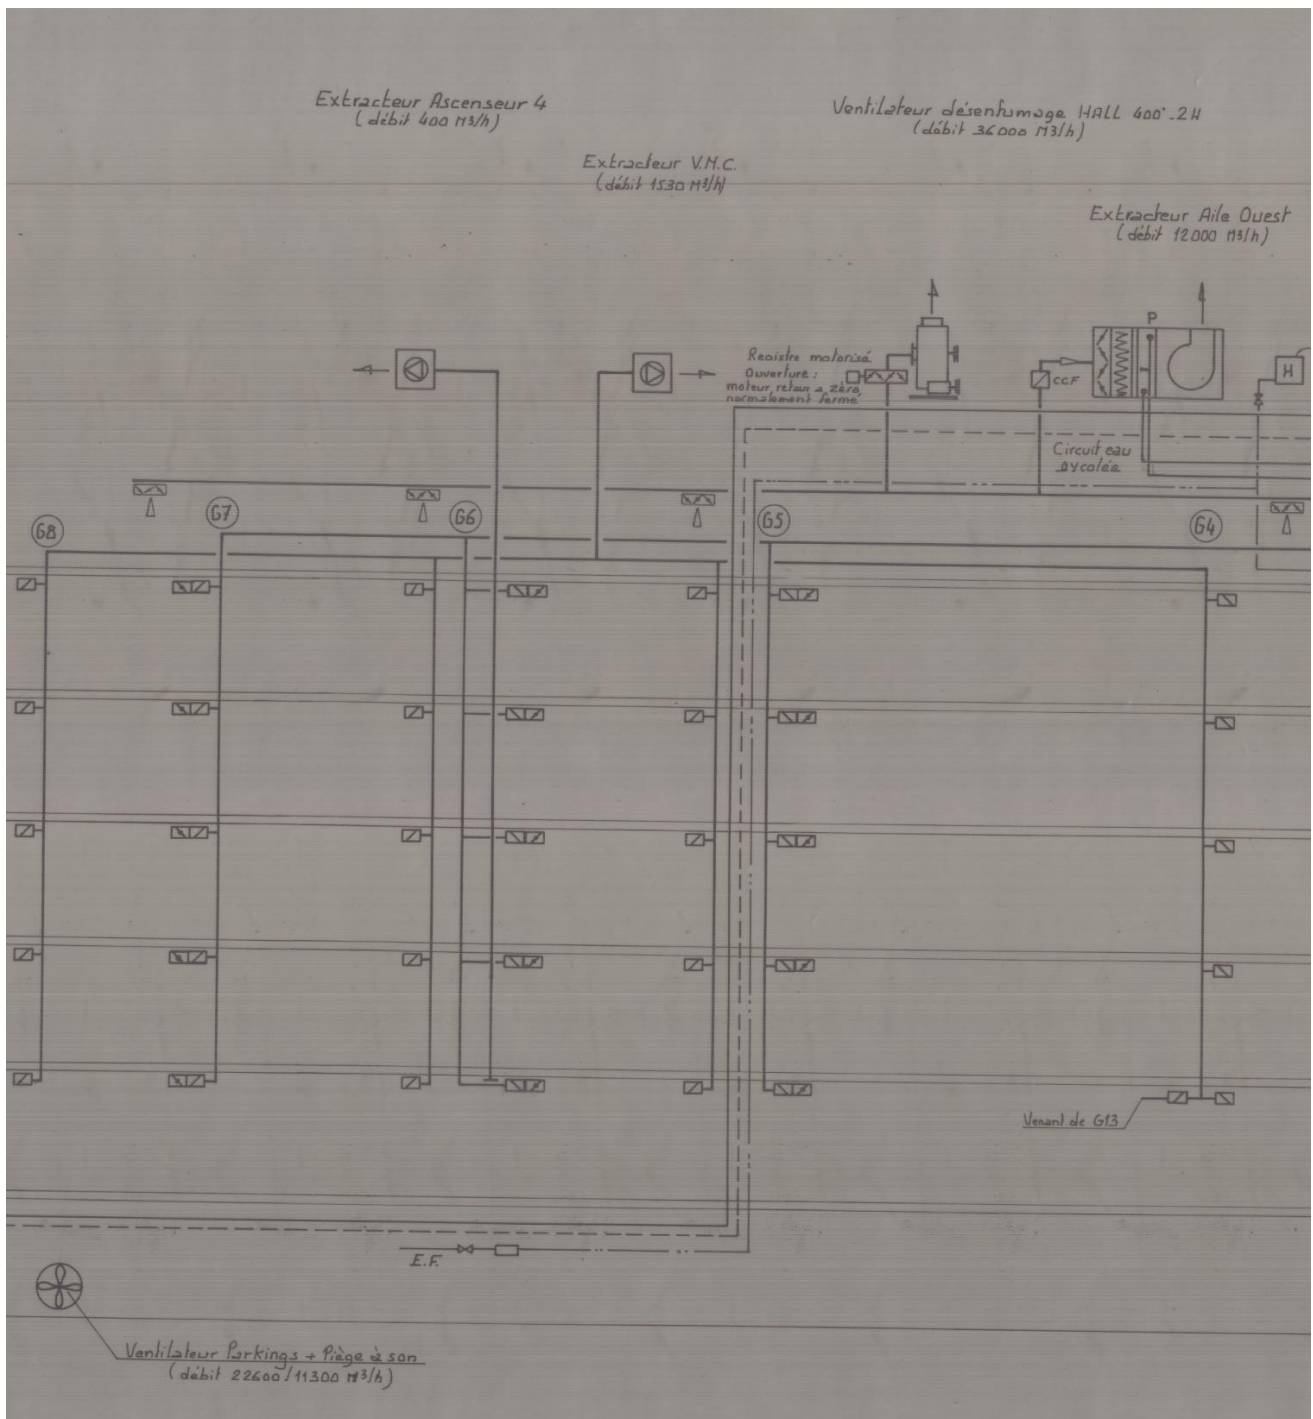 Extracteur Ascenseur 4
(débit 400 M3/h)
Ventilateur désenfumage HALL 400°-2H
(débit 36000 M3/h)
Extracteur V.M.C.
(débit 1530 M3/h)
Extracteur Aile Ouest
(débit 12000 M3/h)
P
Registre motorisé
Ouverture :
moteur, retour a zéro
normalement fermé
CCF
H
Circuit eau
gycolée
G8
G7
G6
G5
G4
Venant de G13
E.F.
Ventilateur Parkings + Piège à son
(débit 22600/11300 M3/h)